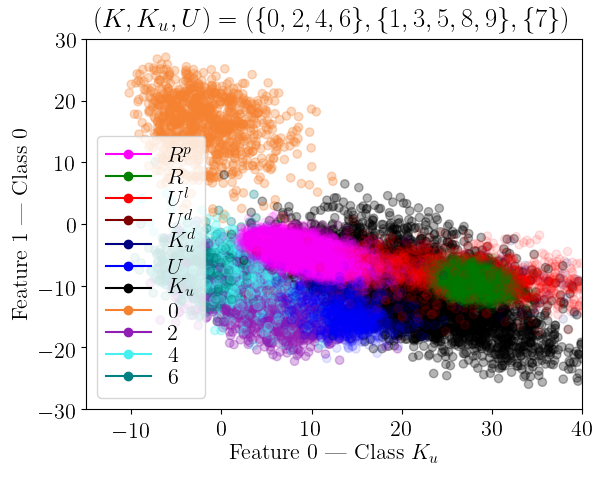 (K, K_u, U) = ({0, 2, 4, 6}, {1, 3, 5, 8, 9}, {7})
30
20
10
0
−10
−20
−30
Feature 1 — Class 0
R^p
R
U^l
U^d
K_u^d
U
K_u
0
2
4
6
−10
0
10
20
30
40
Feature 0 — Class K_u